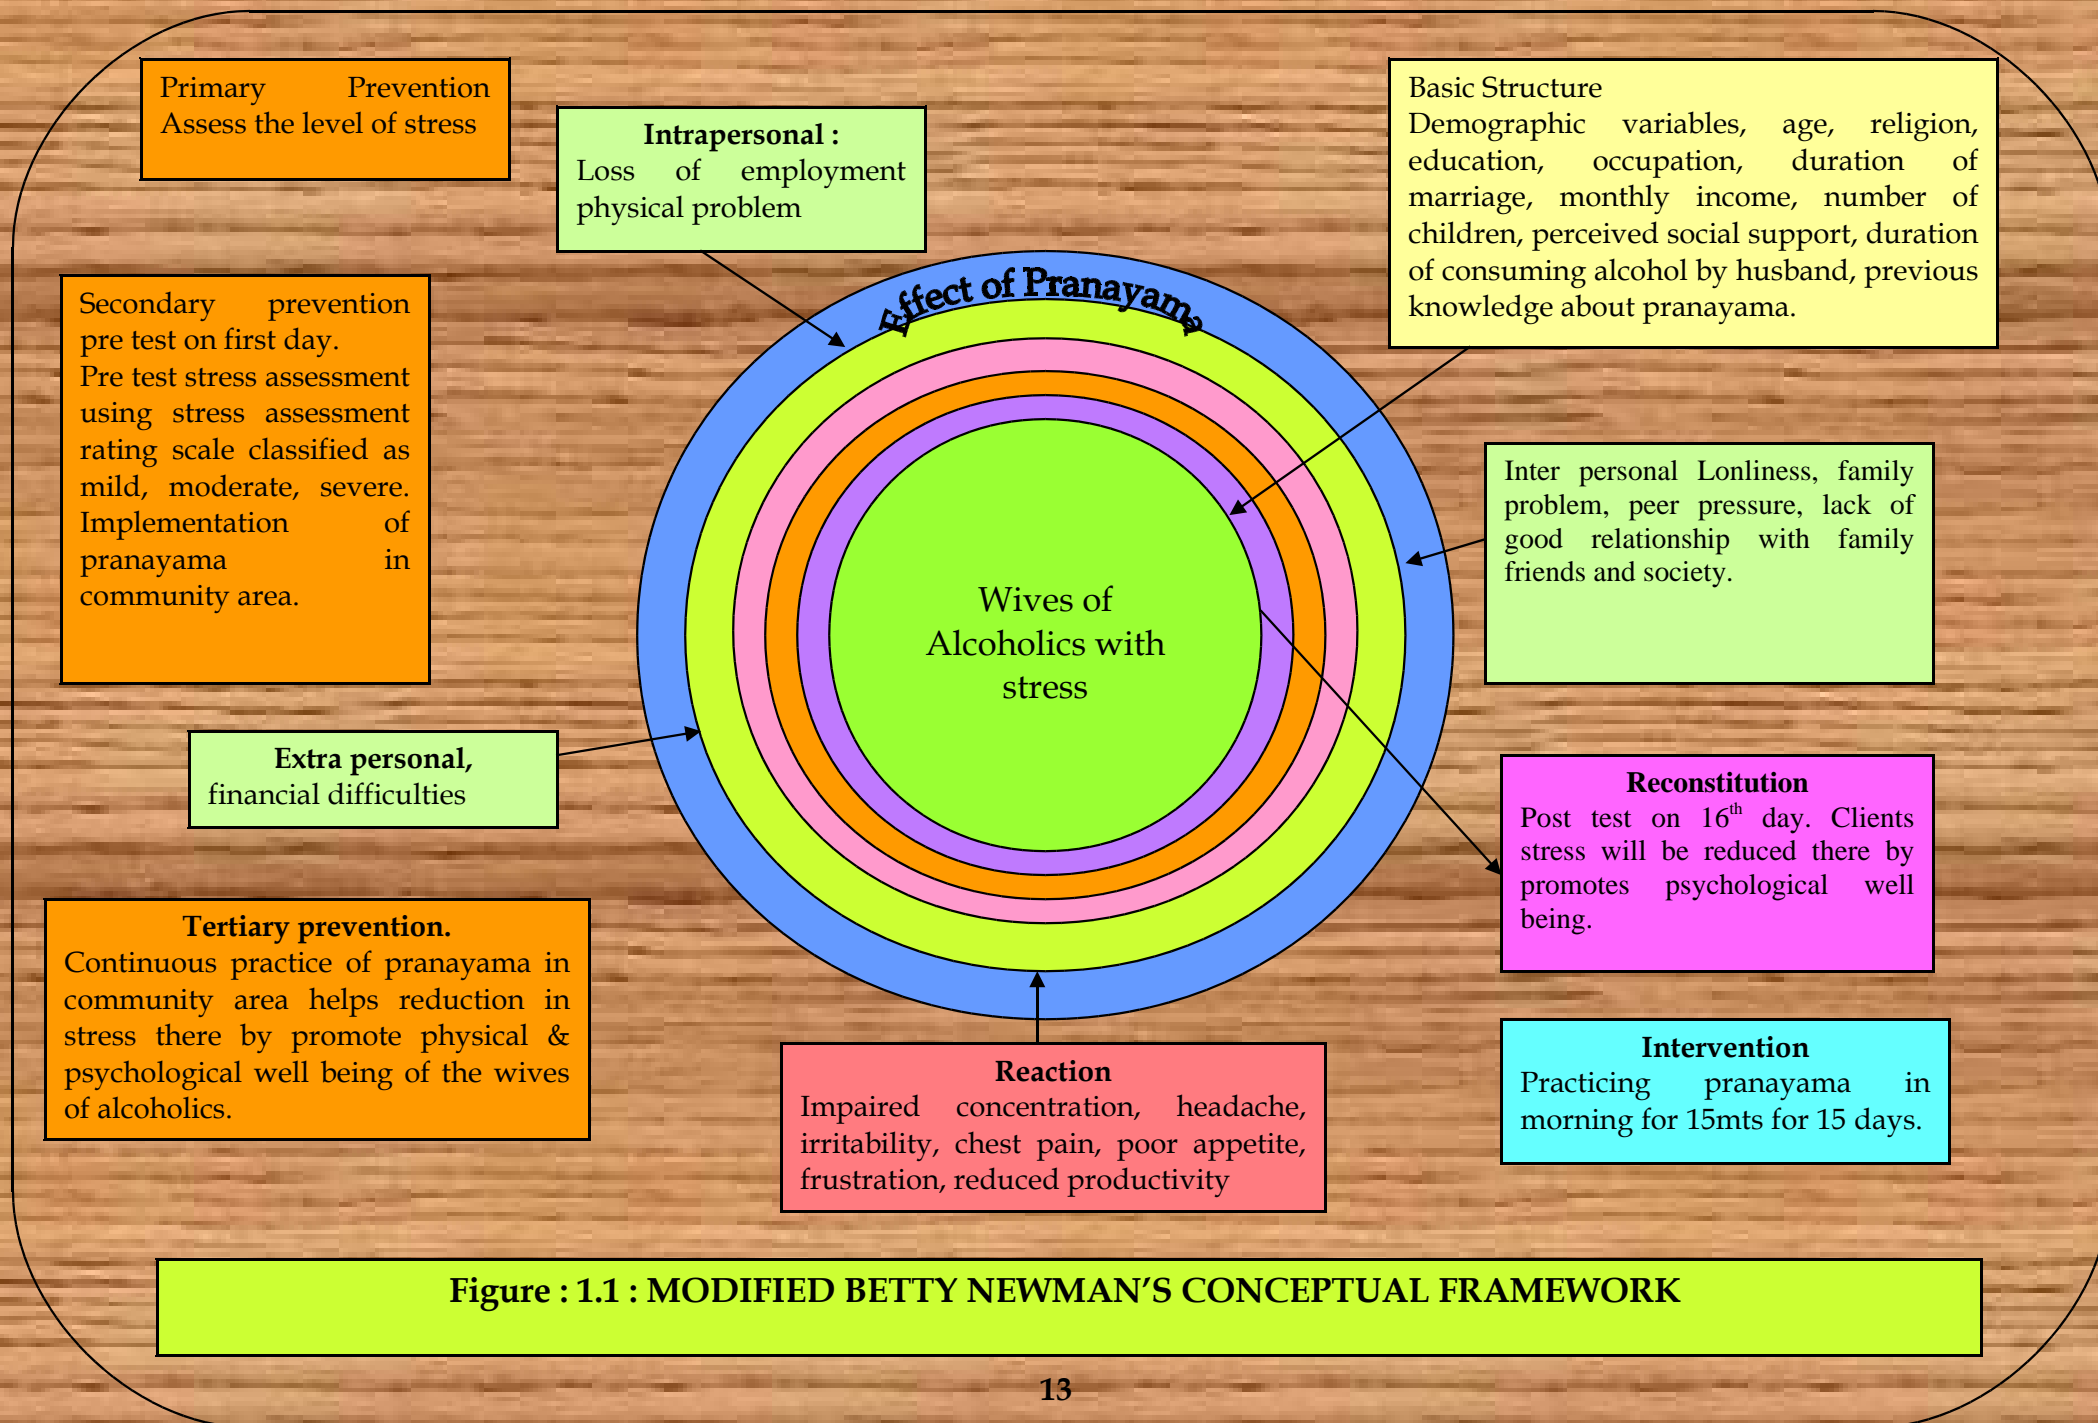 Primary Prevention
Assess the level of stress
Intrapersonal :
Loss of employment
physical problem
Basic Structure
Demographic variables, age, religion,
education, occupation, duration of
marriage, monthly income, number of
children, perceived social support, duration
of consuming alcohol by husband, previous
knowledge about pranayama.
Secondary prevention
pre test on first day.
Pre test stress assessment
using stress assessment
rating scale classified as
mild, moderate, severe.
Implementation of
pranayama in
community area.
Effect of Pranayama
Inter personal Lonliness, family
problem, peer pressure, lack of
good relationship with family
friends and society.
Wives of
Alcoholics with
stress
Extra personal,
financial difficulties
Reconstitution
Post test on 16th day. Clients
stress will be reduced there by
promotes psychological well
being.
Tertiary prevention.
Continuous practice of pranayama in
community area helps reduction in
stress there by promote physical &
psychological well being of the wives
of alcoholics.
Reaction
Impaired concentration, headache,
irritability, chest pain, poor appetite,
frustration, reduced productivity
Intervention
Practicing pranayama in
morning for 15mts for 15 days.
Figure : 1.1 : MODIFIED BETTY NEWMAN'S CONCEPTUAL FRAMEWORK
13